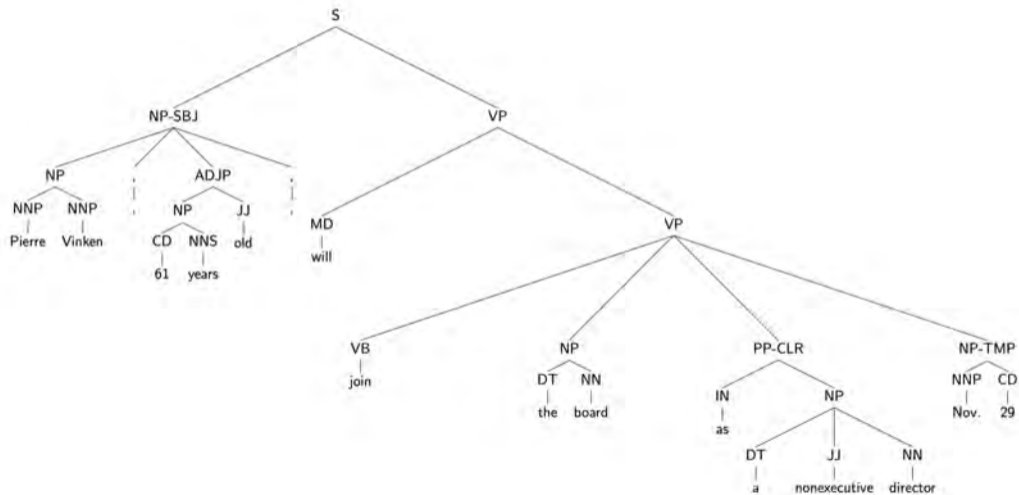 S
NP-SBJ VP
NP , ADJP ,
NNP NNP , NP JJ , MD VP
Pierre Vinken CD NNS old will
61 years
VB NP PP-CLR NP-TMP
join DT NN IN NP NNP CD
the board as Nov. 29
DT JJ NN
a nonexecutive director